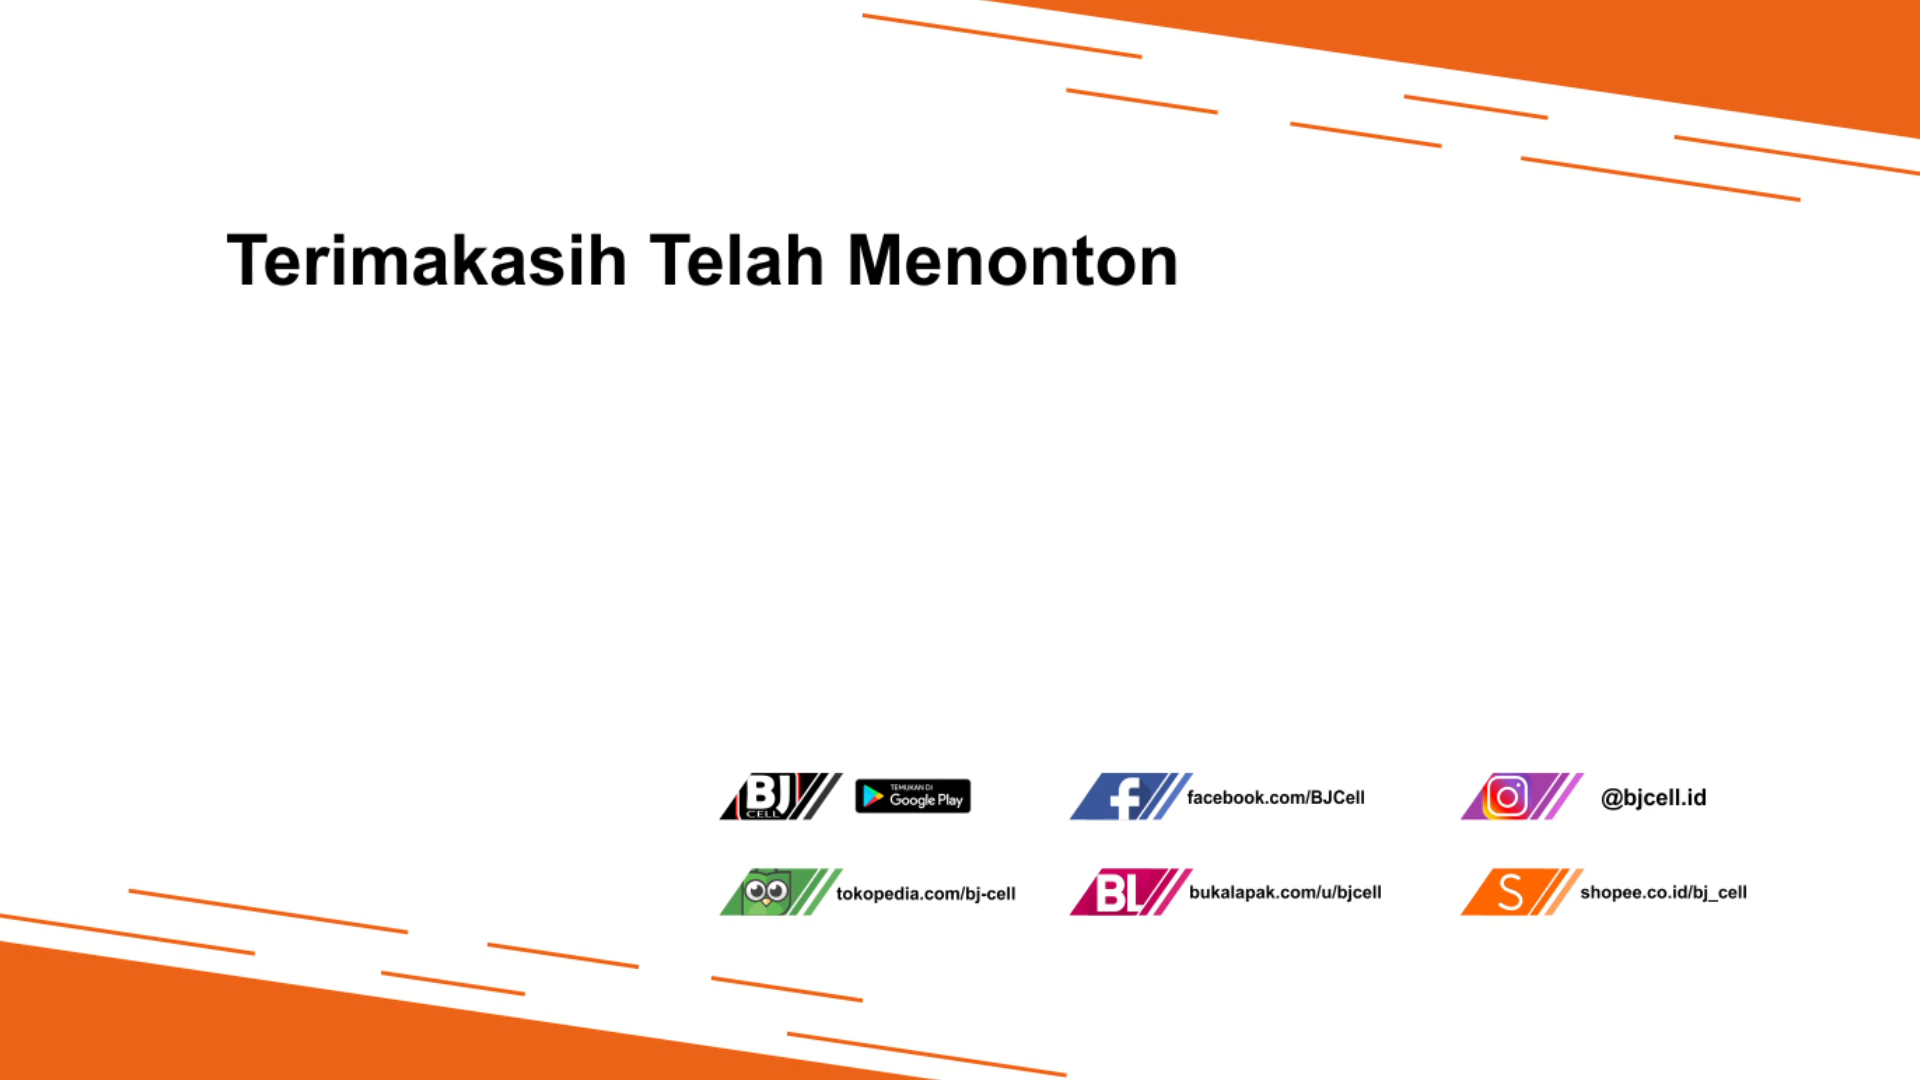 Terimakasih Telah Menonton
BJ
CELL
TEMUKAN DI
Google Play
facebook.com/BJCell
@bjcell.id
tokopedia.com/bj-cell
BL
bukalapak.com/u/bjcell
S
shopee.co.id/bj_cell